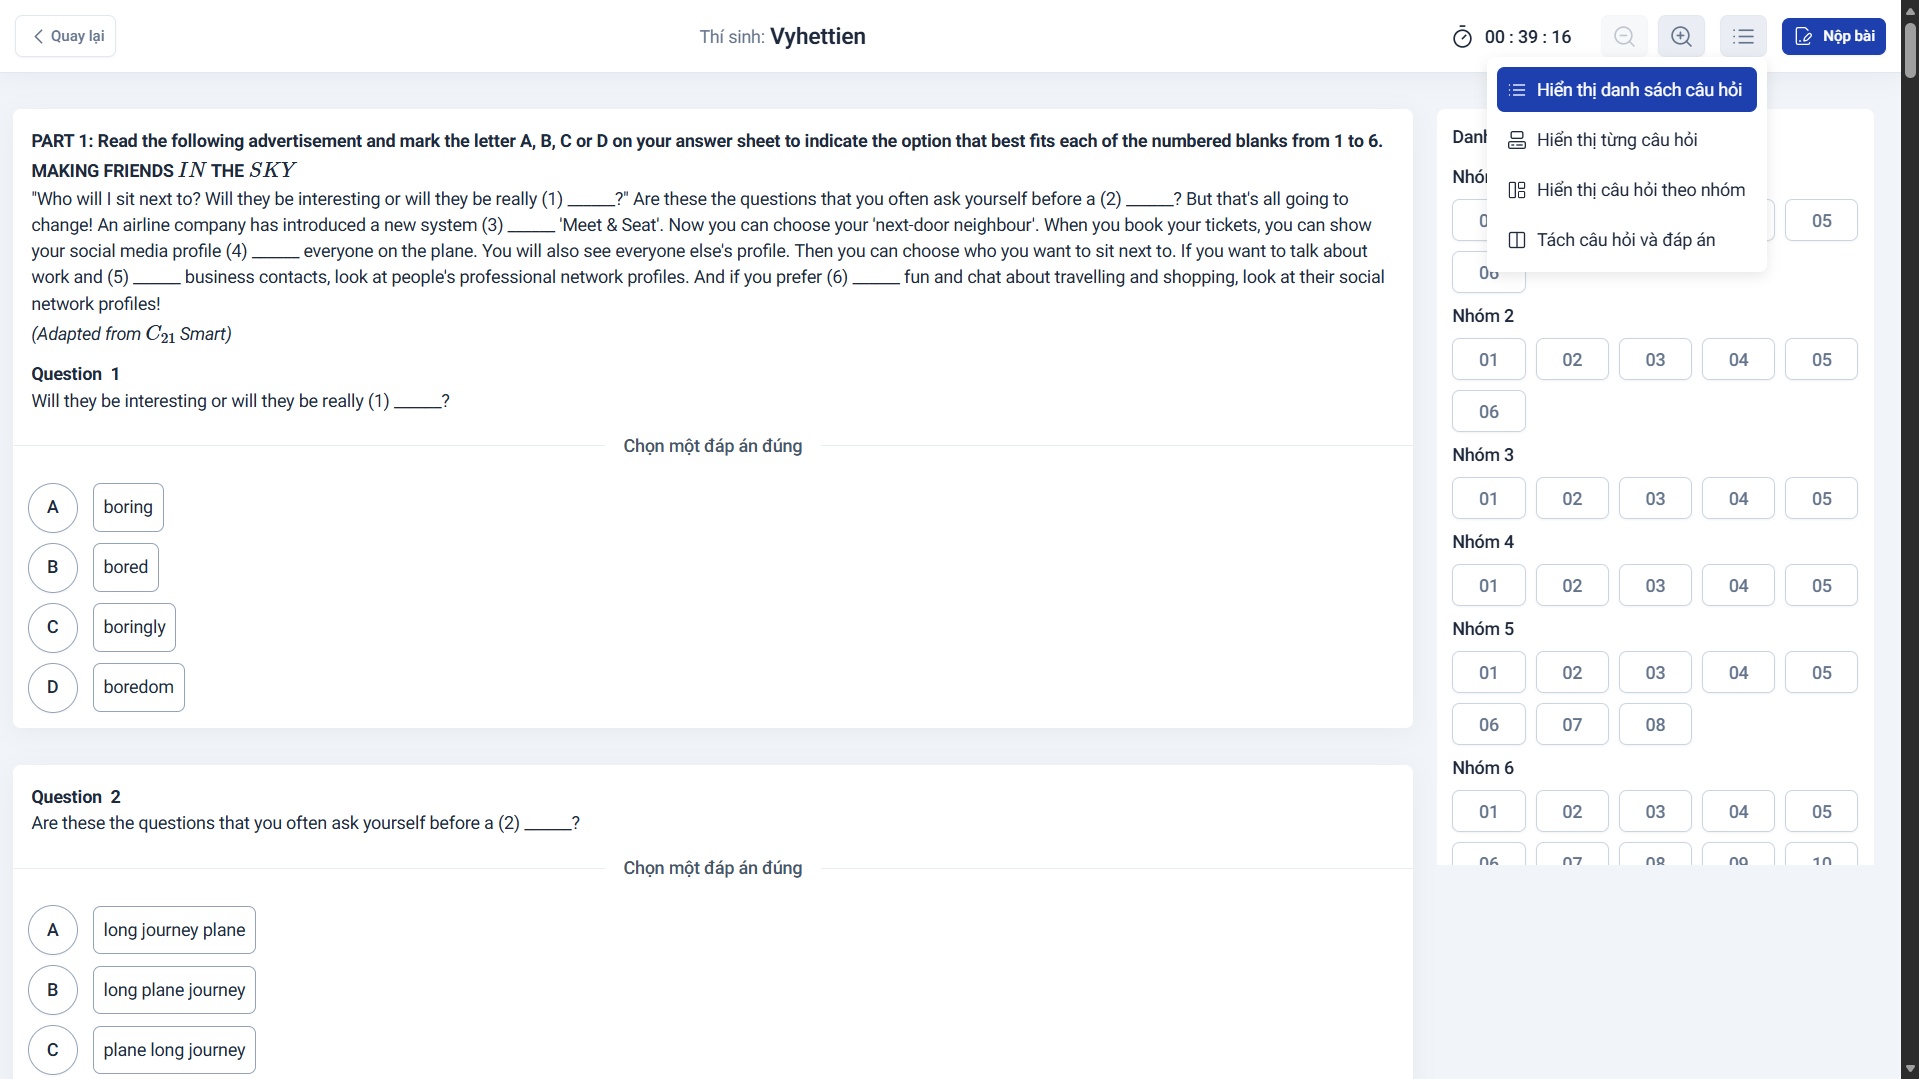 Quay lại
Thí sinh: Vyhettien
00 : 39 : 16
Nộp bài
Hiển thị danh sách câu hỏi
Hiển thị từng câu hỏi
Hiển thị câu hỏi theo nhóm
Tách câu hỏi và đáp án
PART 1: Read the following advertisement and mark the letter A, B, C or D on your answer sheet to indicate the option that best fits each of the numbered blanks from 1 to 6.
MAKING FRIENDS IN THE SKY
"Who will I sit next to? Will they be interesting or will they be really (1) ______?" Are these the questions that you often ask yourself before a (2) ______? But that's all going to
change! An airline company has introduced a new system (3) ______ 'Meet & Seat'. Now you can choose your 'next-door neighbour'. When you book your tickets, you can show
your social media profile (4) ______ everyone on the plane. You will also see everyone else's profile. Then you can choose who you want to sit next to. If you want to talk about
work and (5) ______ business contacts, look at people's professional network profiles. And if you prefer (6) ______ fun and chat about travelling and shopping, look at their social
network profiles!
(Adapted from C21 Smart)
Question 1
Will they be interesting or will they be really (1) ______?
Chọn một đáp án đúng
A boring
B bored
C boringly
D boredom
Question 2
Are these the questions that you often ask yourself before a (2) ______?
Chọn một đáp án đúng
A long journey plane
B long plane journey
C plane long journey
05
06
Nhóm 2
01 02 03 04 05
06
Nhóm 3
01 02 03 04 05
Nhóm 4
01 02 03 04 05
Nhóm 5
01 02 03 04 05
06 07 08
Nhóm 6
01 02 03 04 05
06 07 08 09 10